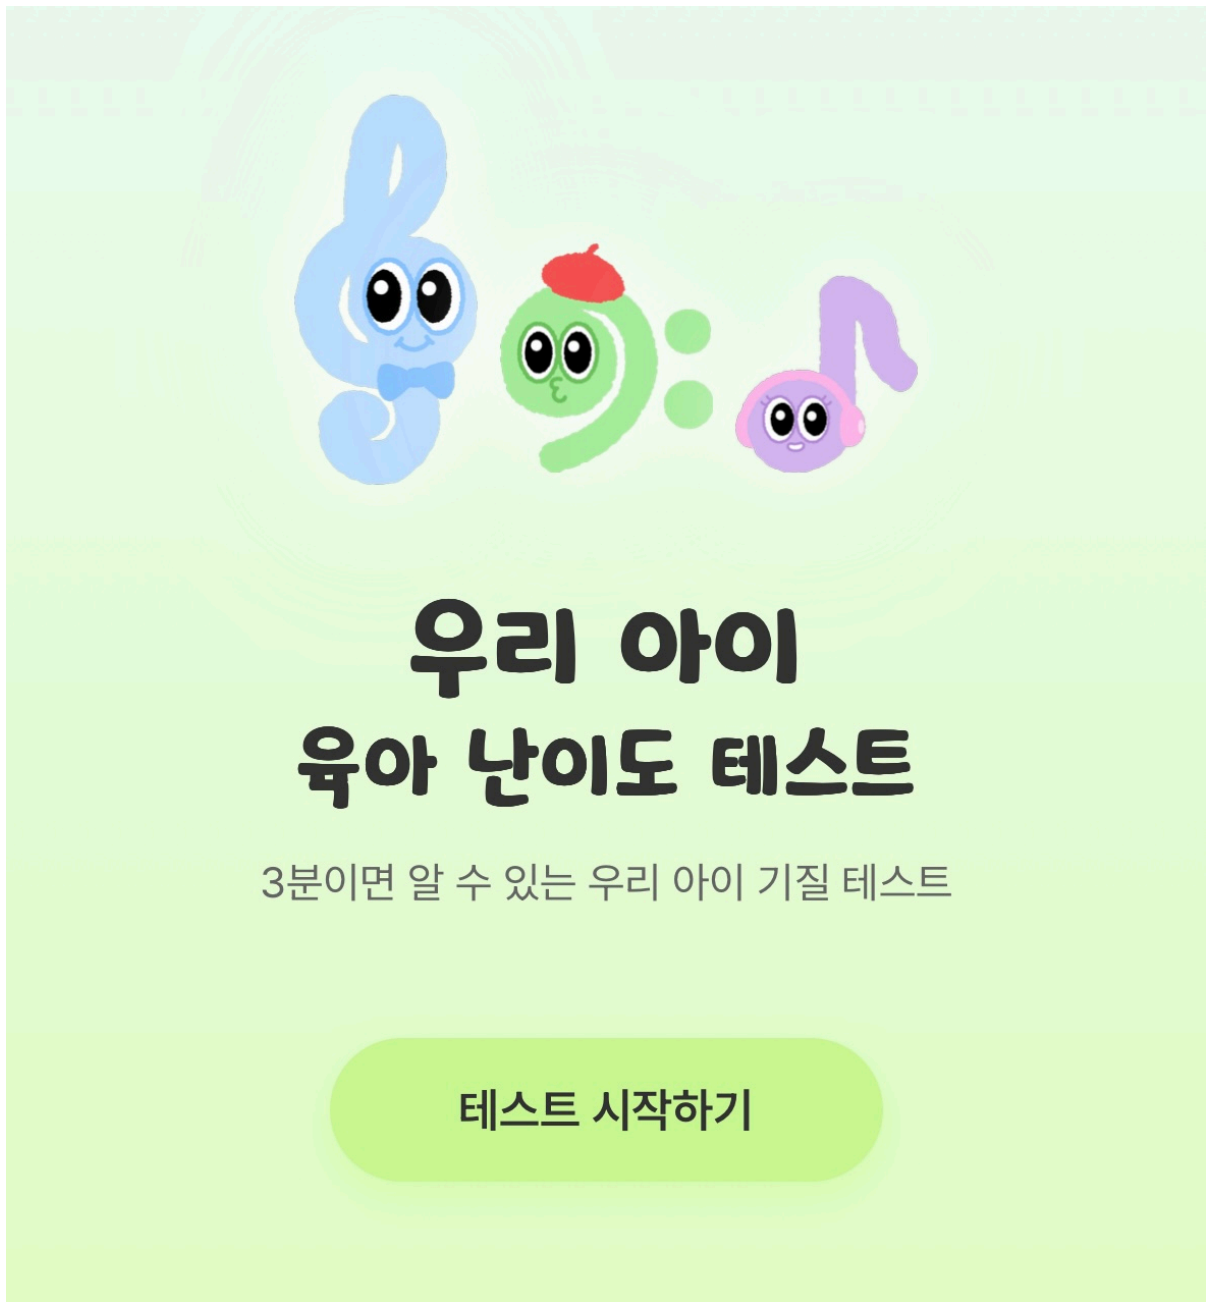 우리 아이
육아 난이도 테스트
3분이면 알 수 있는 우리 아이 기질 테스트
테스트 시작하기